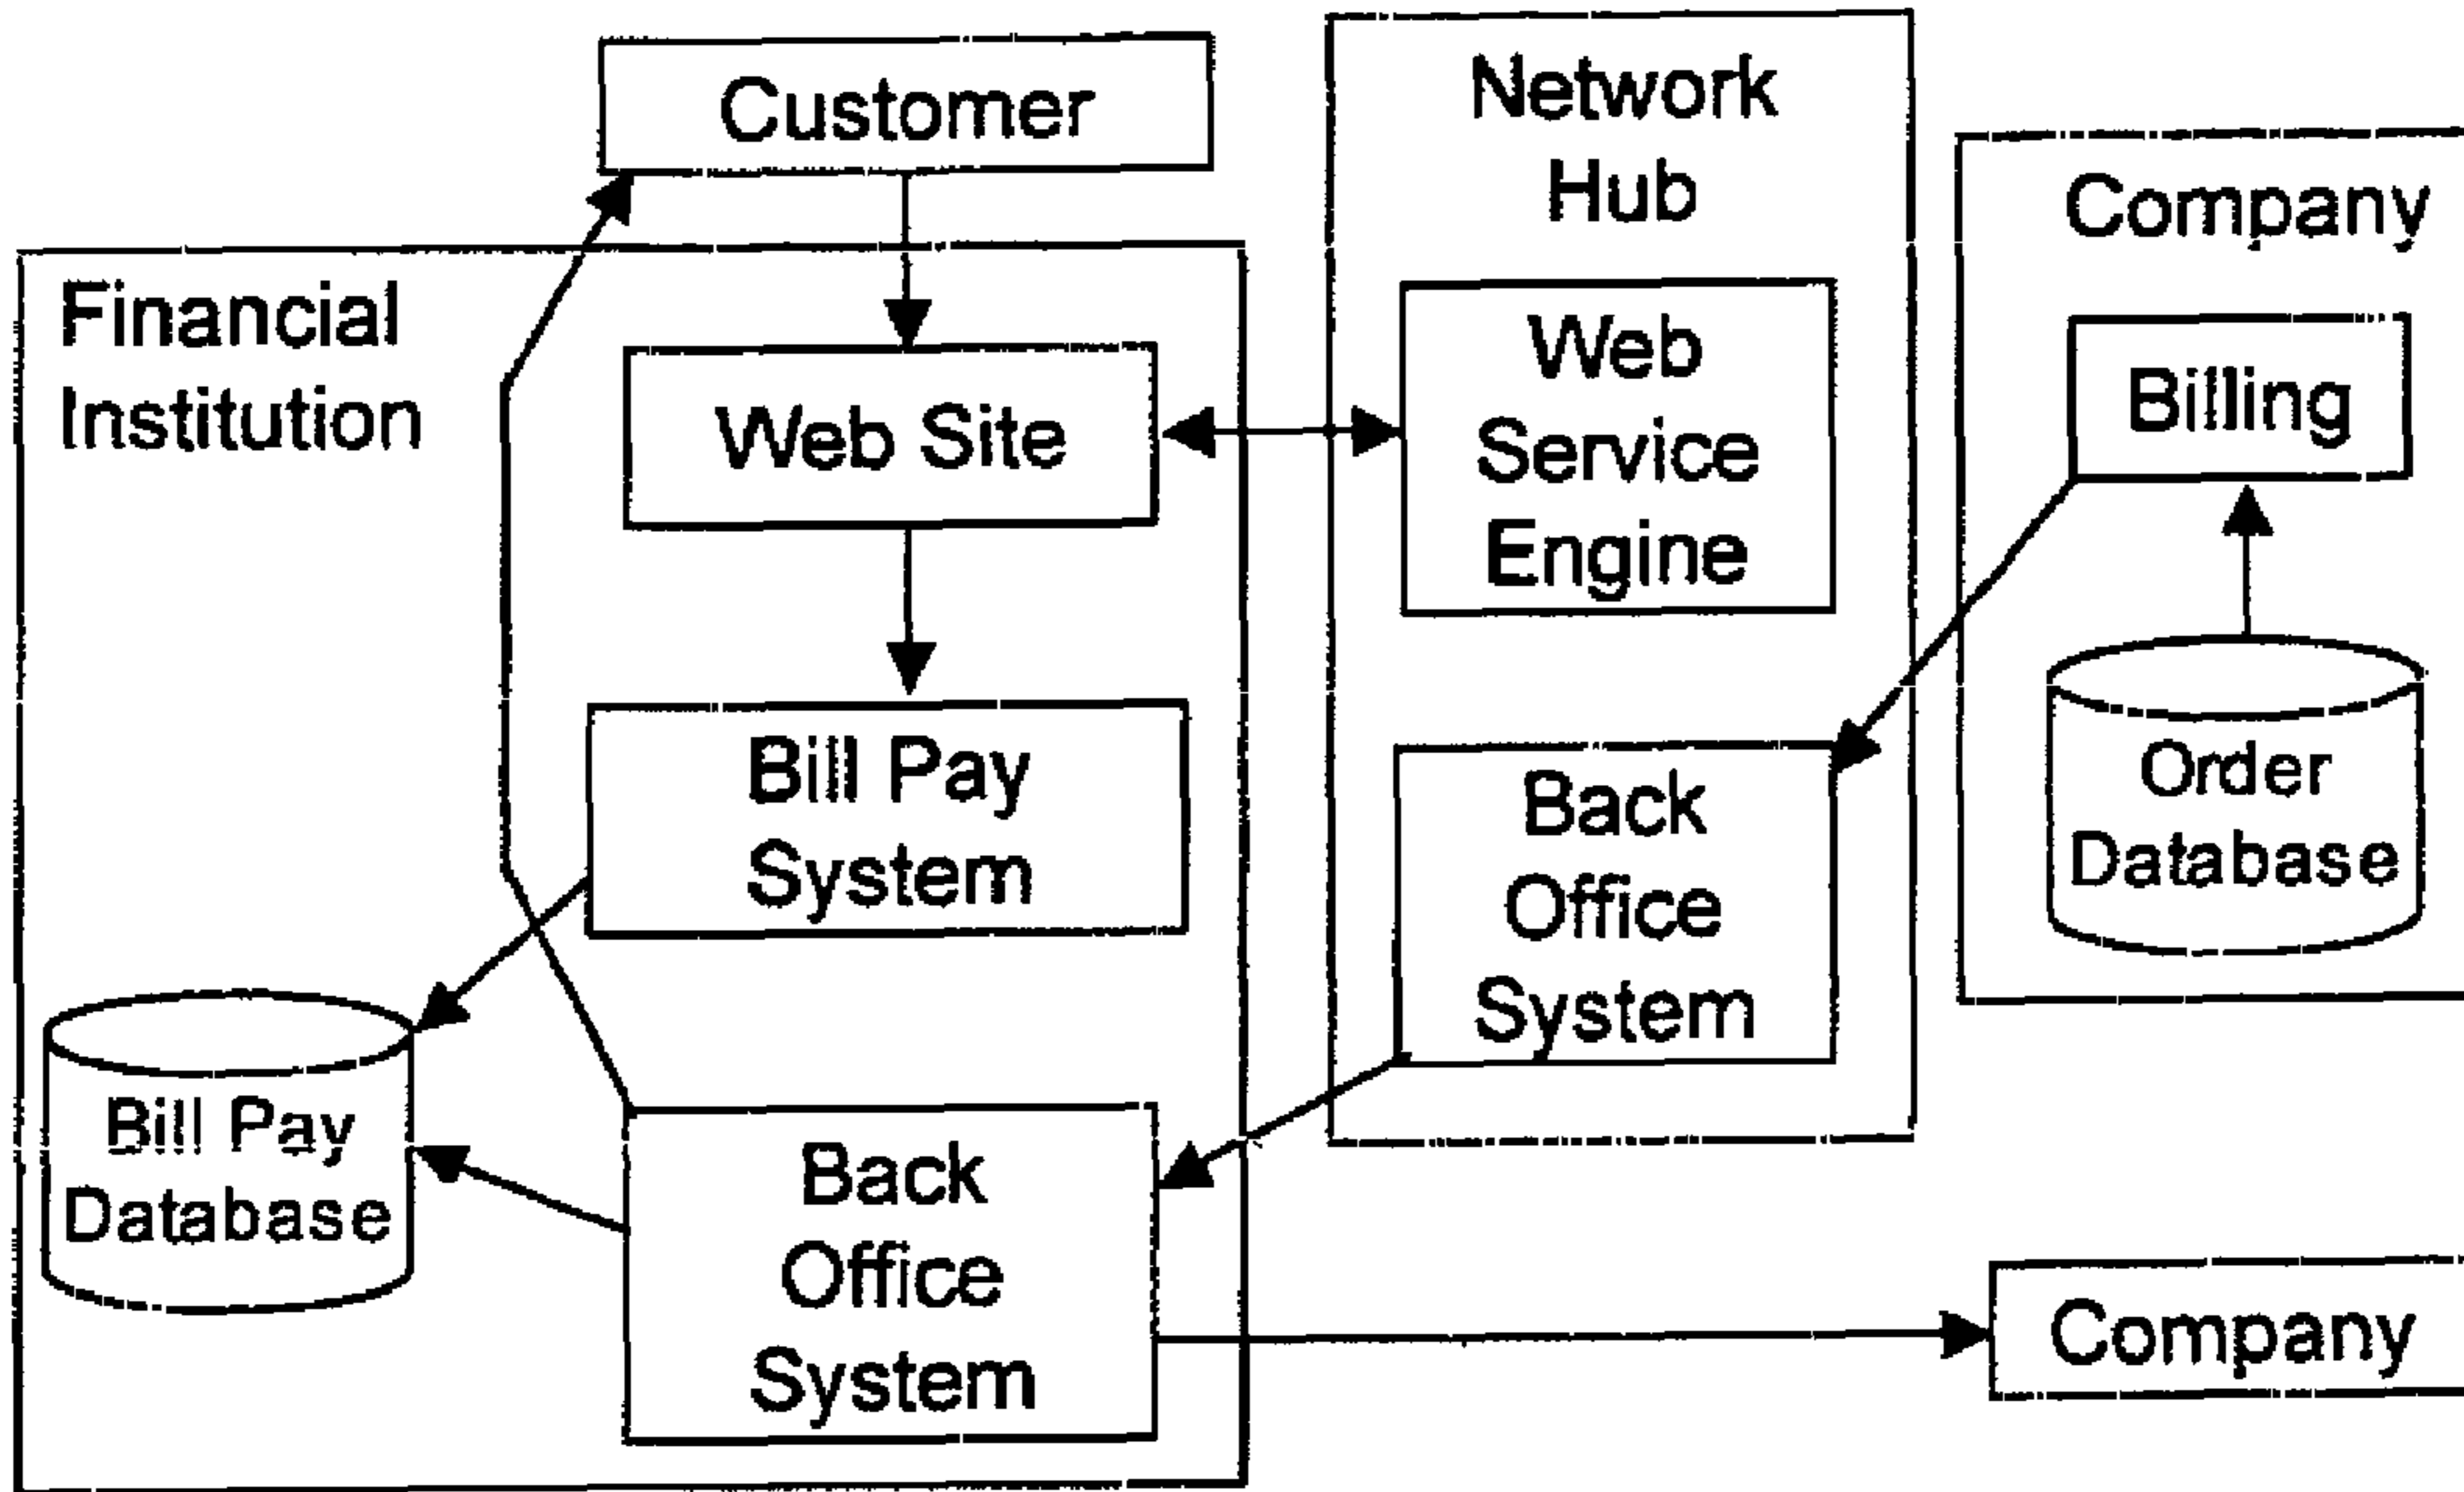 Customer
Financial
Institution
Web Site
Bill Pay
System
Bill Pay
Database
Back
Office
System
Network
Hub
Web
Service
Engine
Back
Office
System
Company
Billing
Order
Database
Company